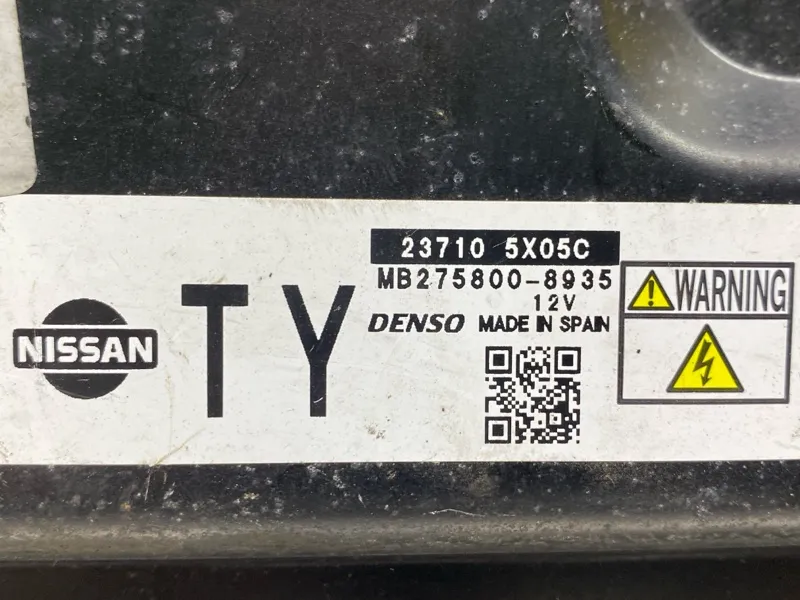 23710 5X05C
MB275800-8935
12V
DENSO MADE IN SPAIN
NISSAN
TY
WARNING